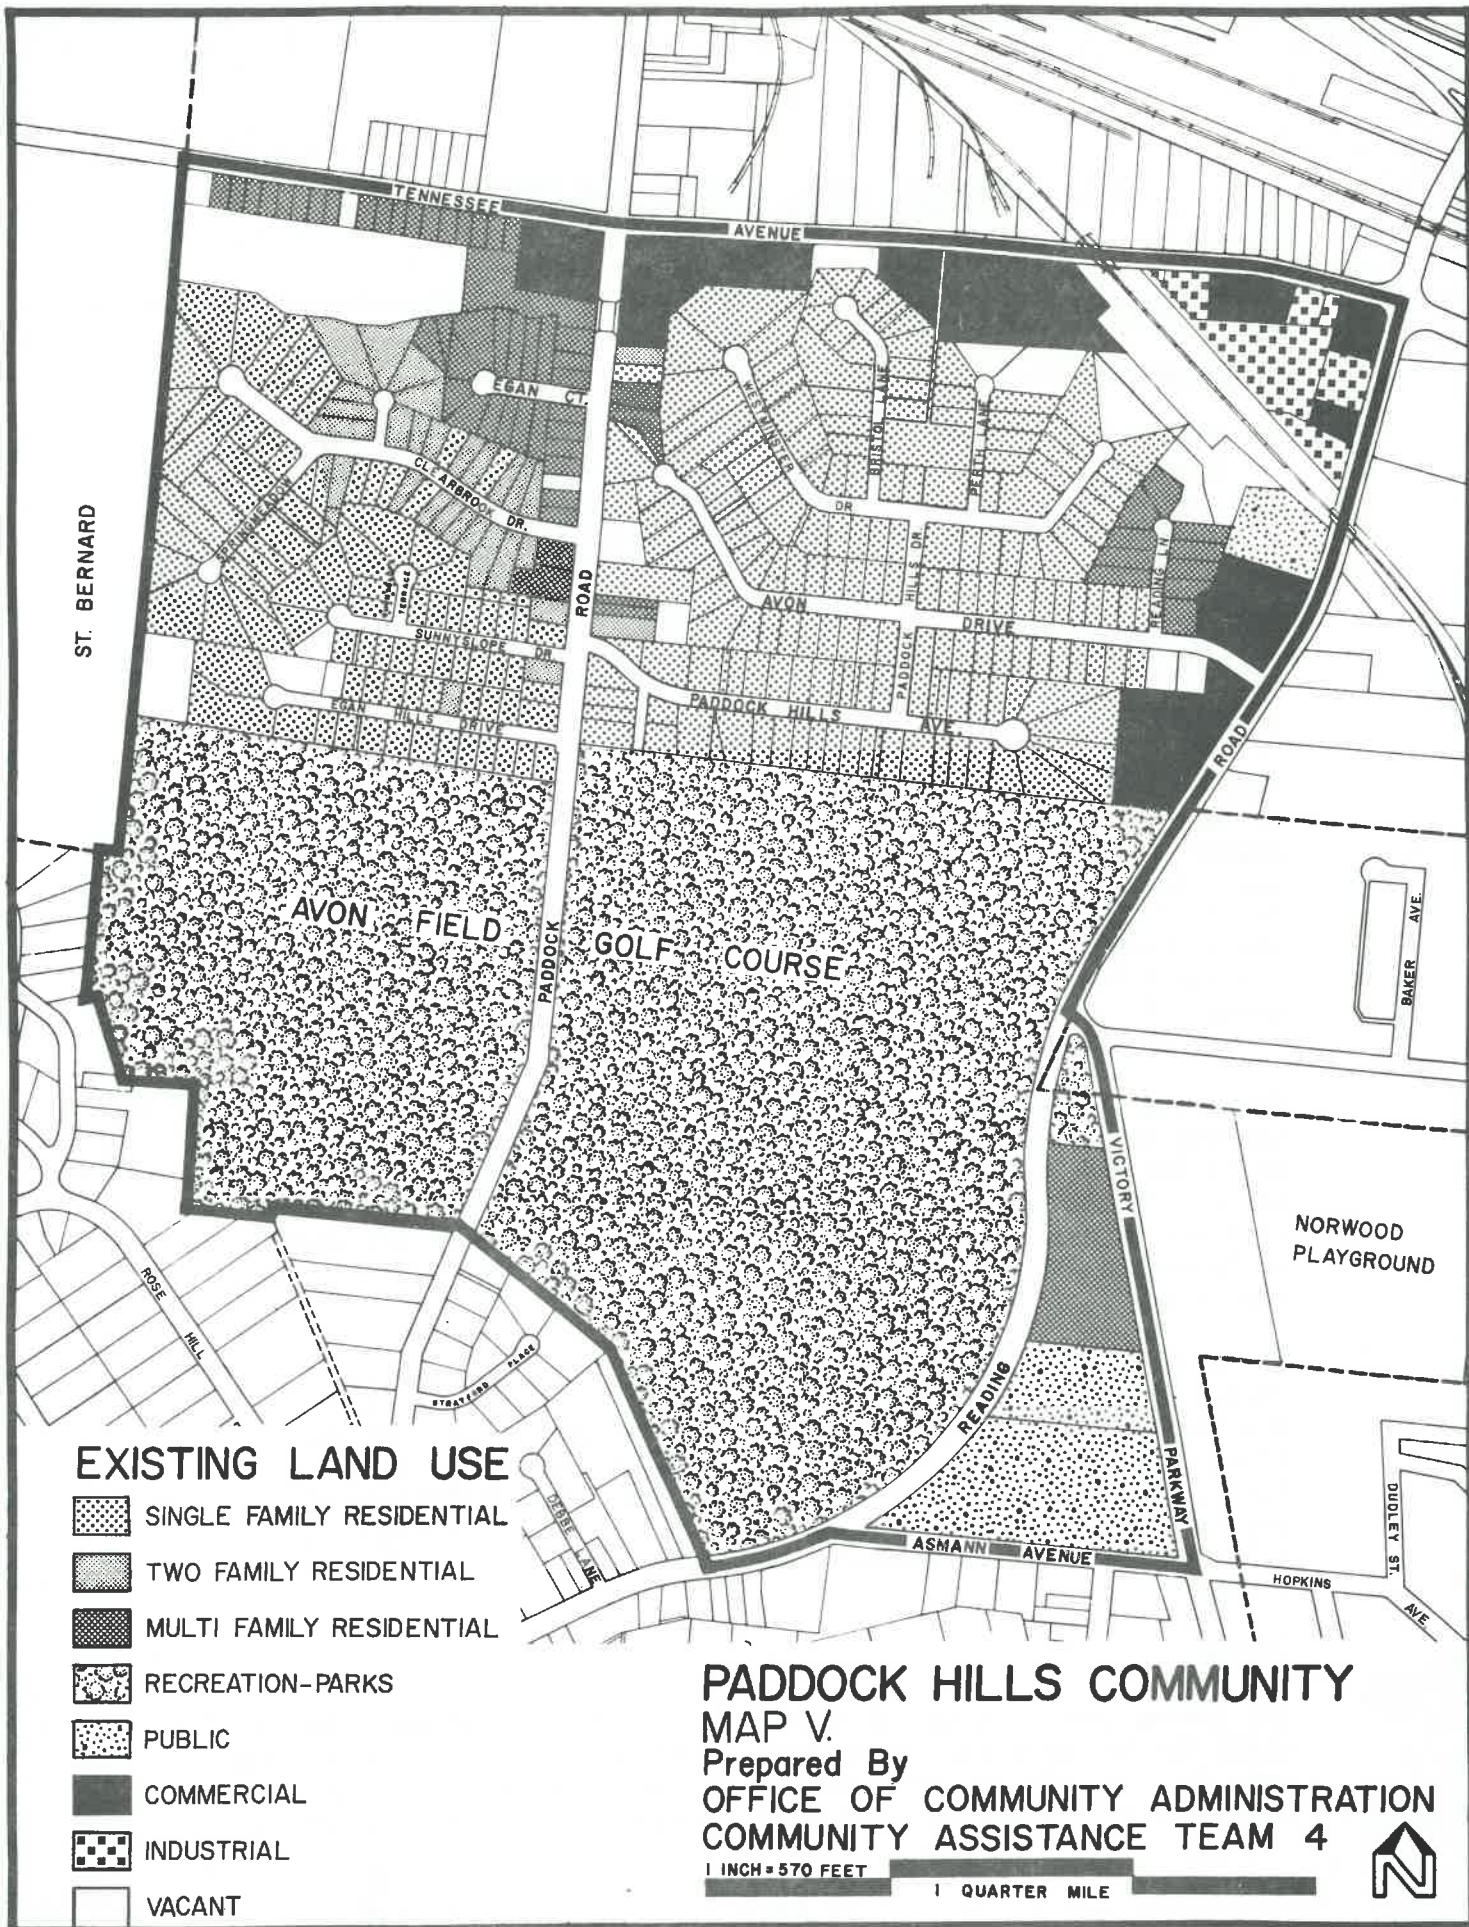 TENNESSEE
AVENUE
EGAN CT.
WESTMINSTER
DR.
BRISTOL LANE
PERTH LANE
CLARBROOK DR.
SPRINGMEADOW
TERRACE
SUNNYSLOPE DR.
EGAN HILLS DRIVE
ROAD
AVON
DRIVE
HILLS DR.
PADDOCK
READING LN
PADDOCK HILLS
AVE.
ST. BERNARD
ROAD
AVON FIELD
GOLF COURSE
PADDOCK
BAKER AVE.
VICTORY
NORWOOD
PLAYGROUND
ROSE
HILL
STRATFORD PLACE
READING
PARKWAY
DEBBE LANE
ASMANN AVENUE
DUDLEY ST.
HOPKINS
AVE.
EXISTING LAND USE
SINGLE FAMILY RESIDENTIAL
TWO FAMILY RESIDENTIAL
MULTI FAMILY RESIDENTIAL
RECREATION-PARKS
PUBLIC
COMMERCIAL
INDUSTRIAL
VACANT
PADDOCK HILLS COMMUNITY
MAP V.
Prepared By
OFFICE OF COMMUNITY ADMINISTRATION
COMMUNITY ASSISTANCE TEAM 4
1 INCH = 570 FEET
1 QUARTER MILE
N